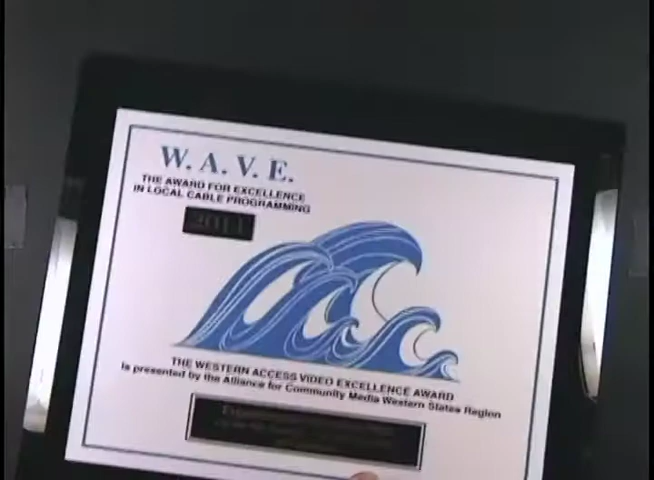 W. A. V. E.
THE AWARD FOR EXCELLENCE
IN LOCAL CABLE PROGRAMMING
2011
THE WESTERN ACCESS VIDEO EXCELLENCE AWARD
is presented by the Alliance for Community Media Western States Region